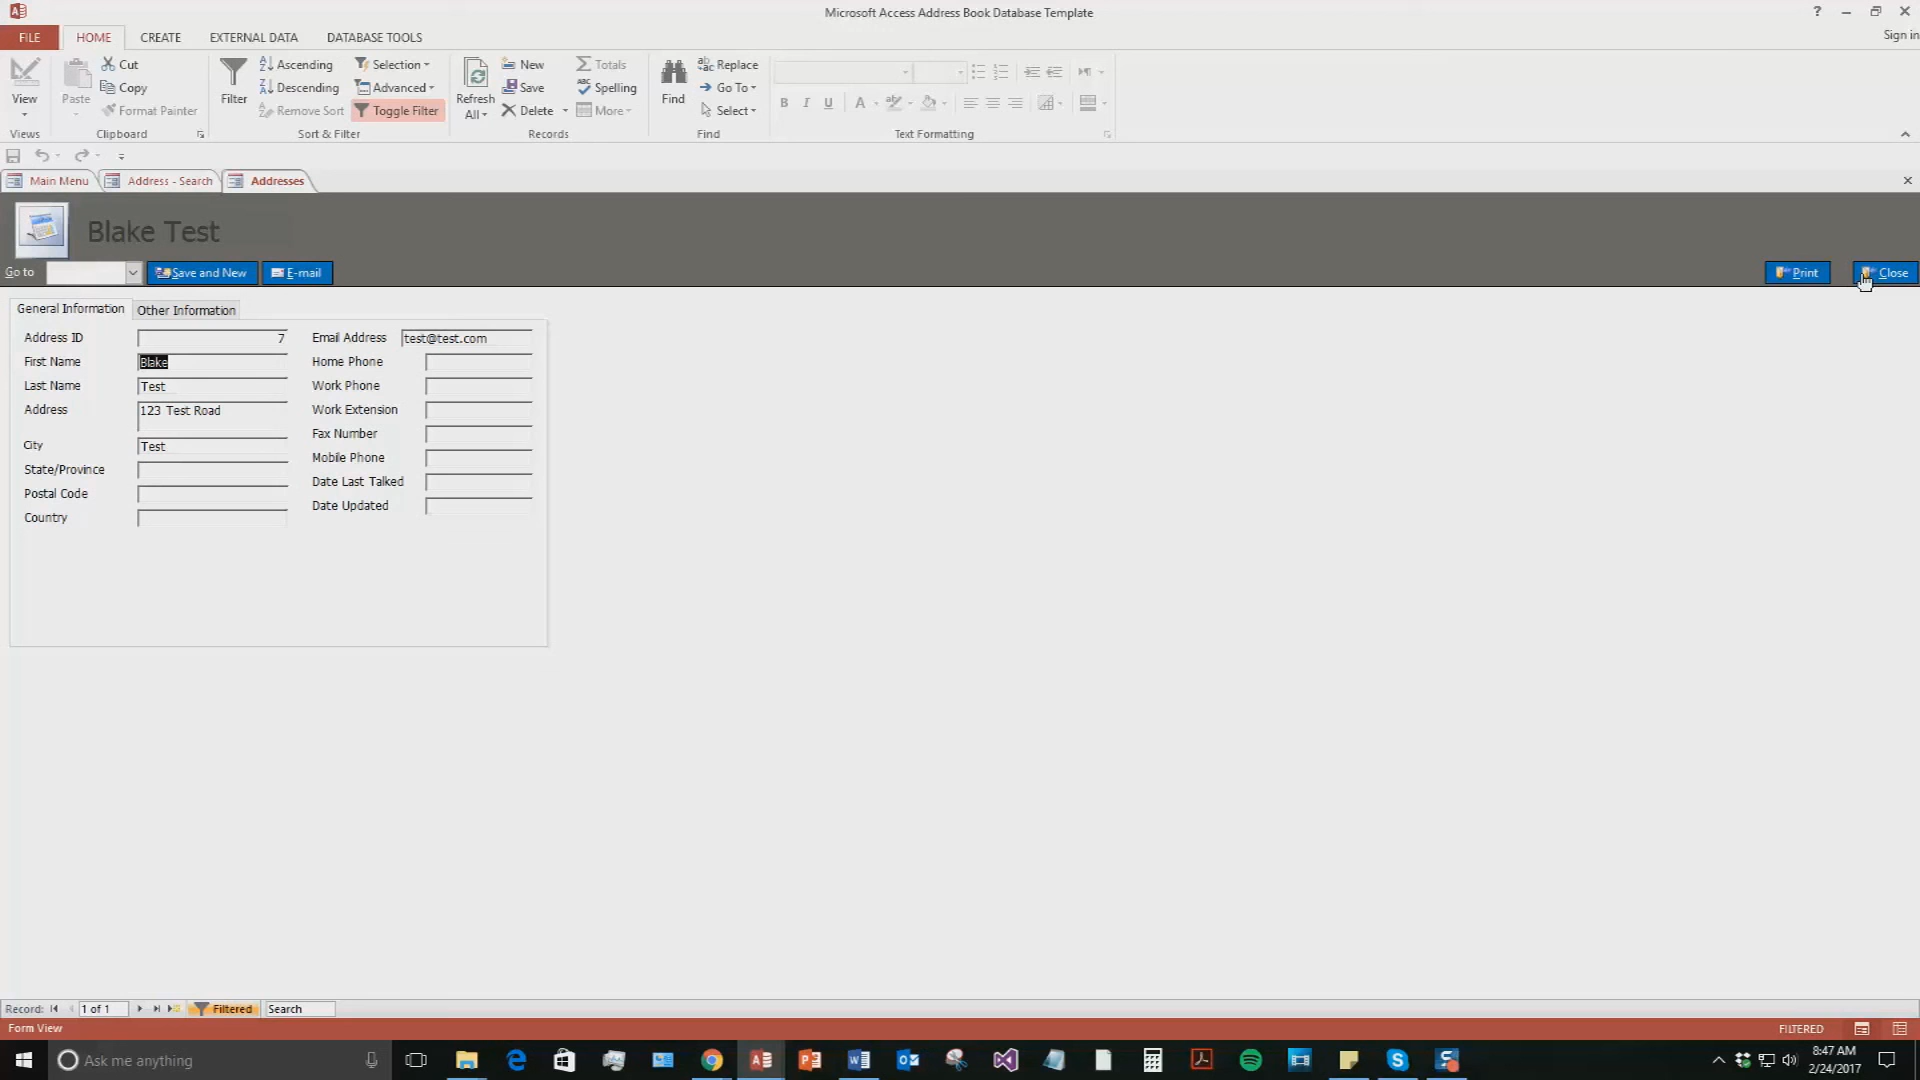 Microsoft Access Address Book Database Template
?
Sign in
FILE HOME CREATE EXTERNAL DATA DATABASE TOOLS
View
Views
Paste
Cut
Copy
Format Painter
Clipboard
Filter
Ascending
Descending
Remove Sort
Selection
Advanced
Toggle Filter
Sort & Filter
Refresh
All
New
Save
Delete
Totals
Spelling
More
Records
Find
Replace
Go To
Select
Find
B I U A
Text Formatting
Main Menu Address - Search Addresses
Blake Test
Go to Save and New E-mail Print Close
General Information Other Information
Address ID 7
First Name Blake
Last Name Test
Address 123 Test Road
City Test
State/Province
Postal Code
Country
Email Address test@test.com
Home Phone
Work Phone
Work Extension
Fax Number
Mobile Phone
Date Last Talked
Date Updated
Record: 1 of 1 Filtered Search
Form View FILTERED
Ask me anything
8:47 AM
2/24/2017